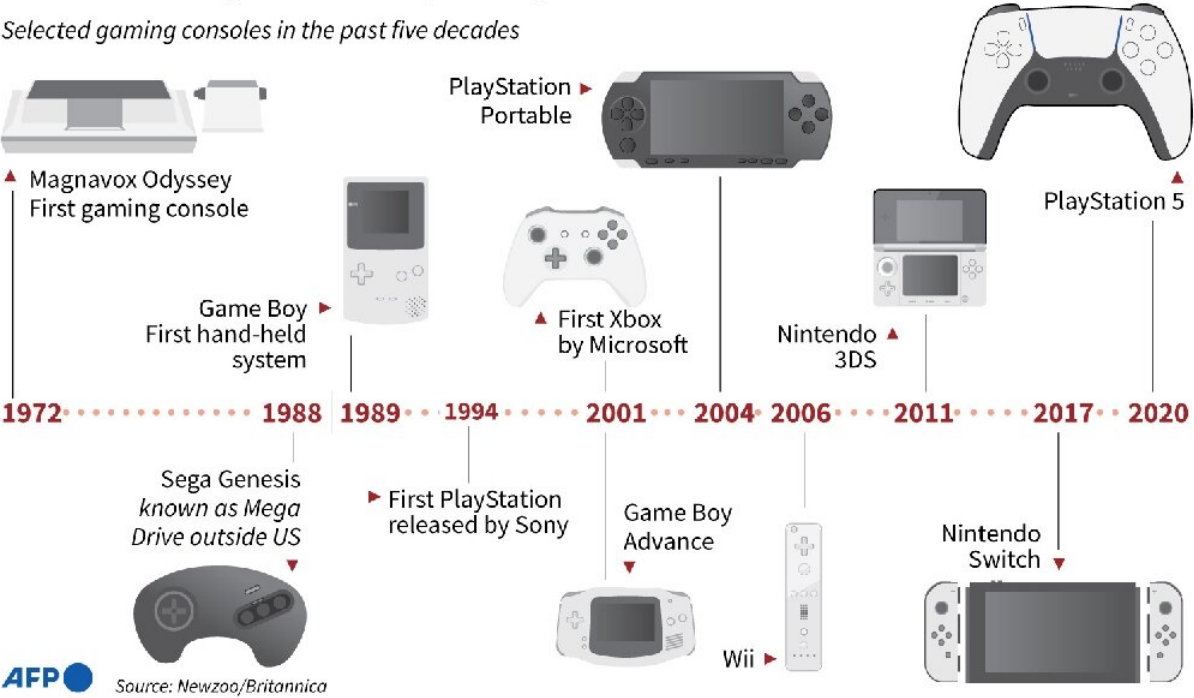 Selected gaming consoles in the past five decades
PlayStation
Portable
PlayStation 5
Magnavox Odyssey
First gaming console
Game Boy
First hand-held
system
First Xbox
by Microsoft
Nintendo
3DS
1972 1988 1989 1994 2001 2004 2006 2011 2017 2020
Sega Genesis
known as Mega
Drive outside US
First PlayStation
released by Sony
Game Boy
Advance
Wii
Nintendo
Switch
AFP
Source: Newzoo/Britannica